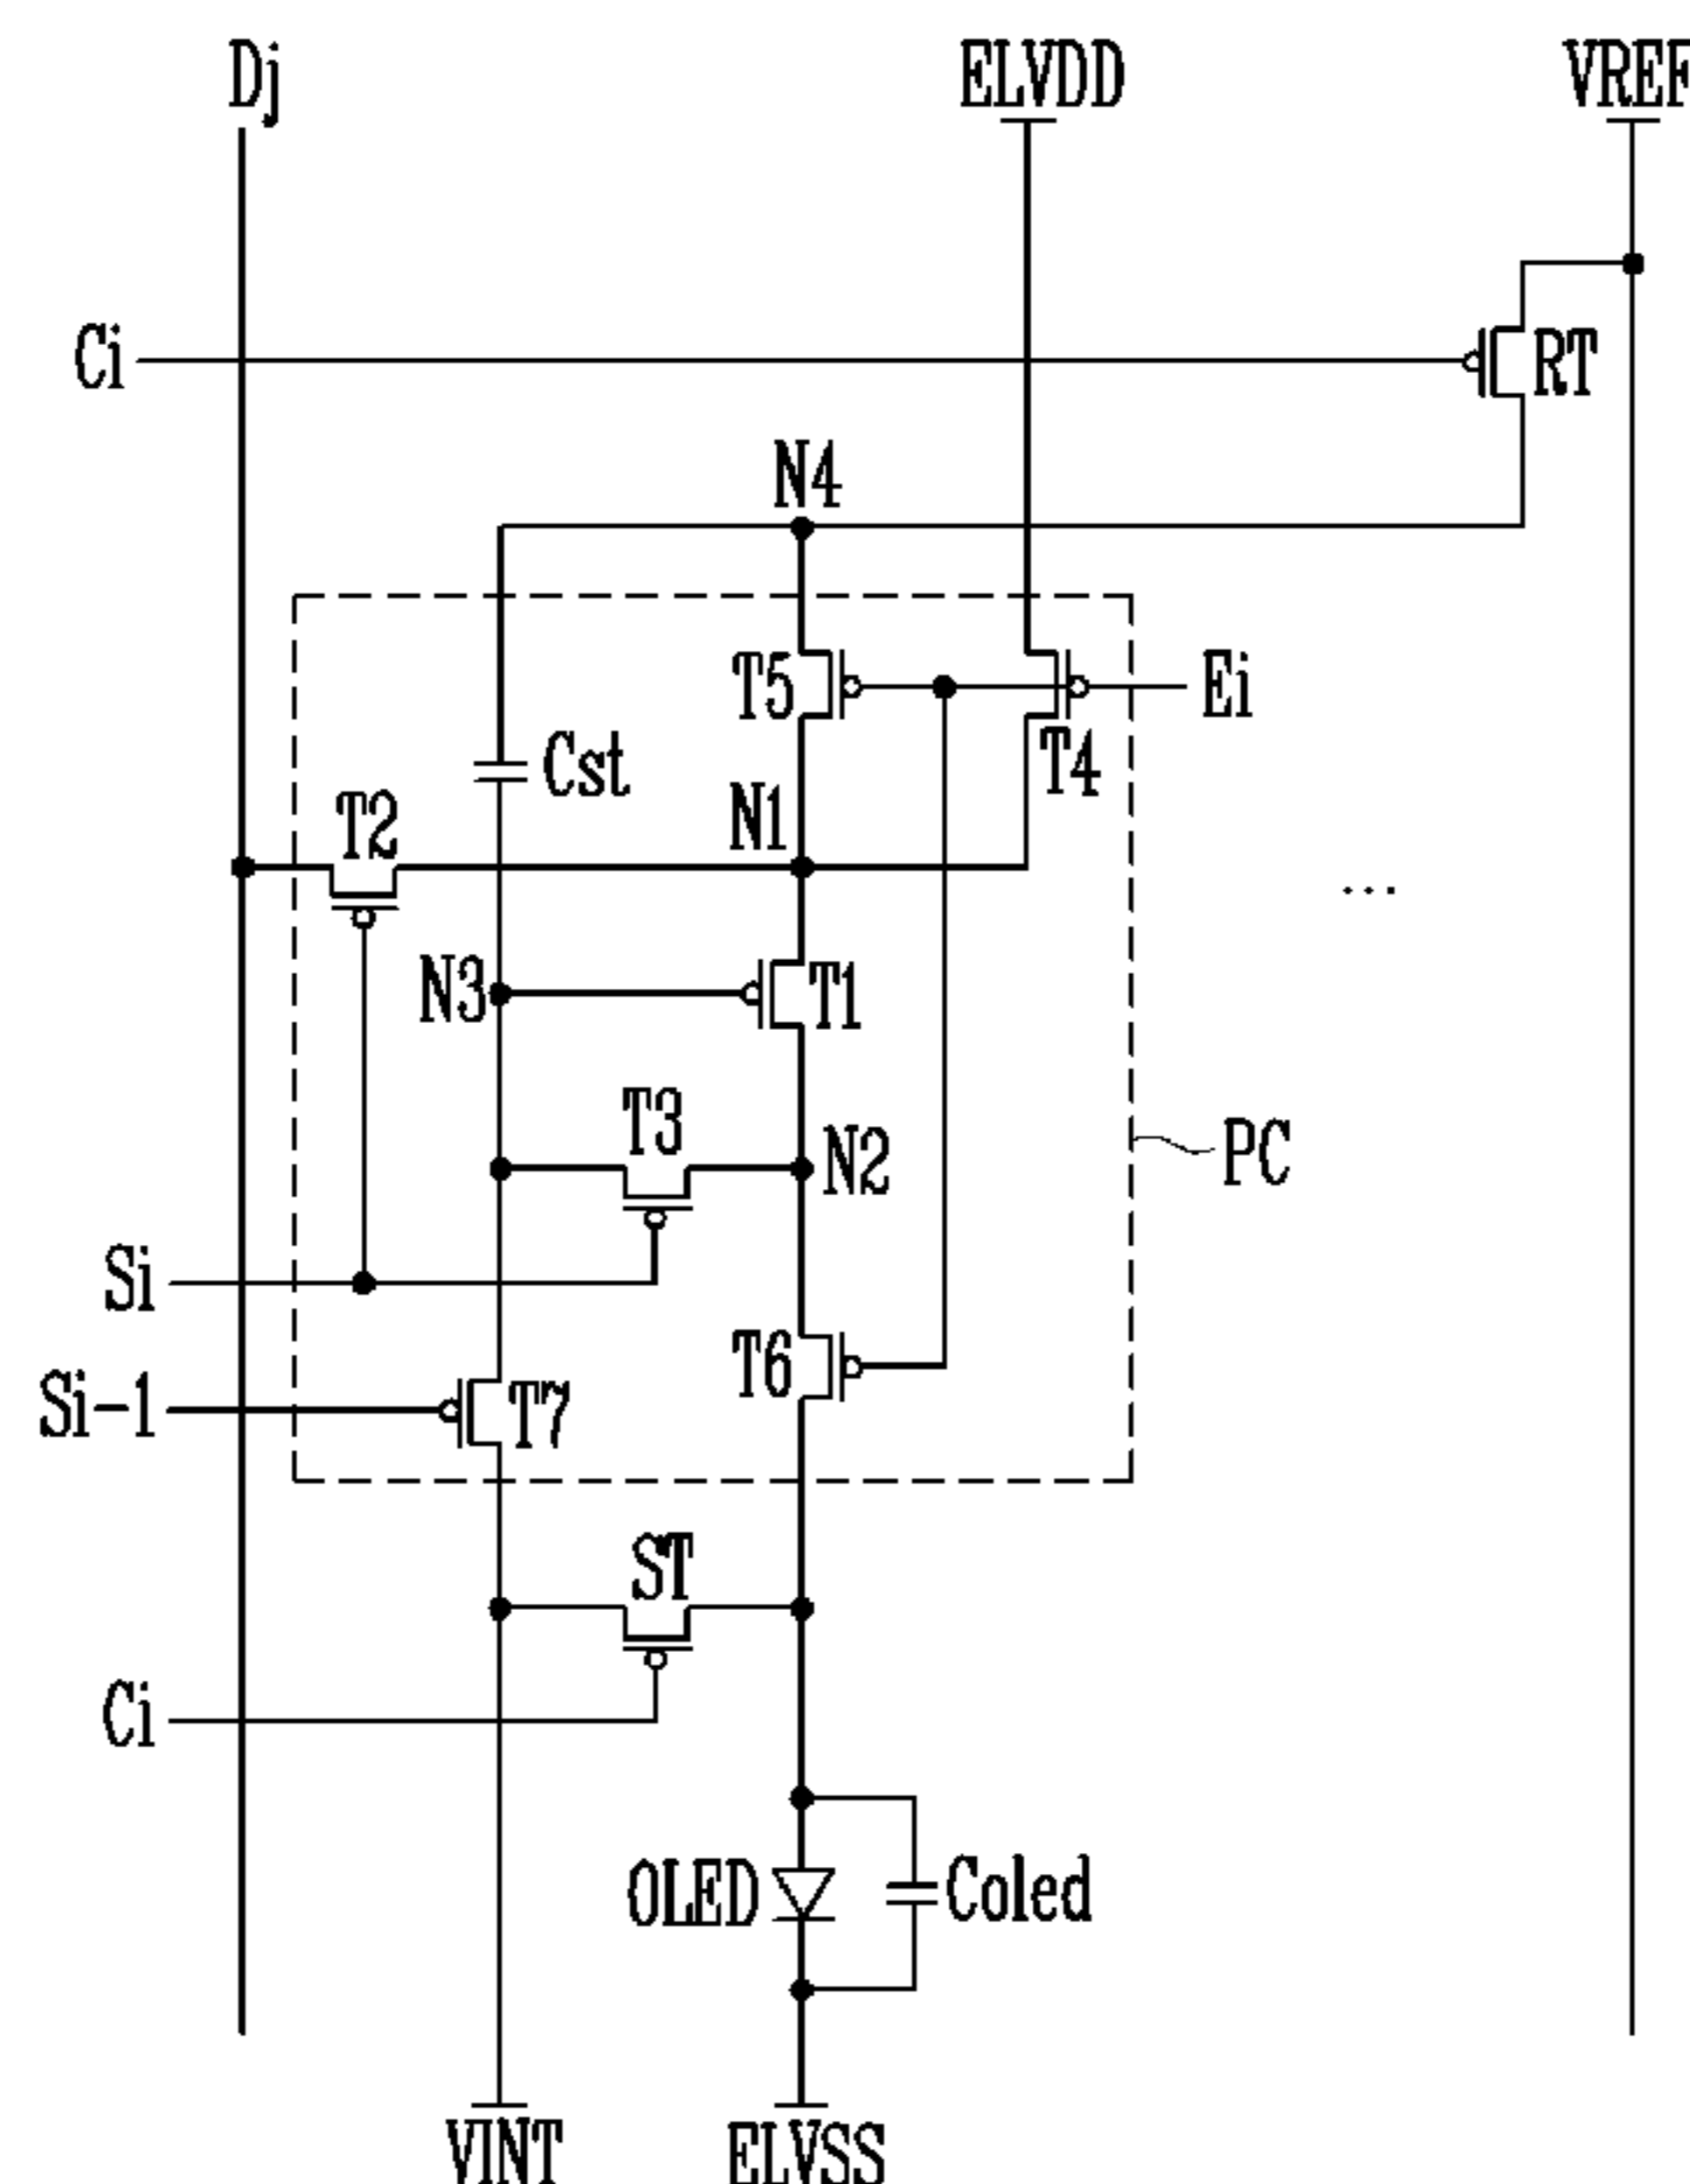 Dj
ELVDD
VREF
Ci
RT
N4
T5
Ei
T4
Cst
N1
T2
...
N3
T1
T3
N2
PC
Si
T6
Si-1
T7
ST
Ci
OLED
Coled
VINT
ELVSS